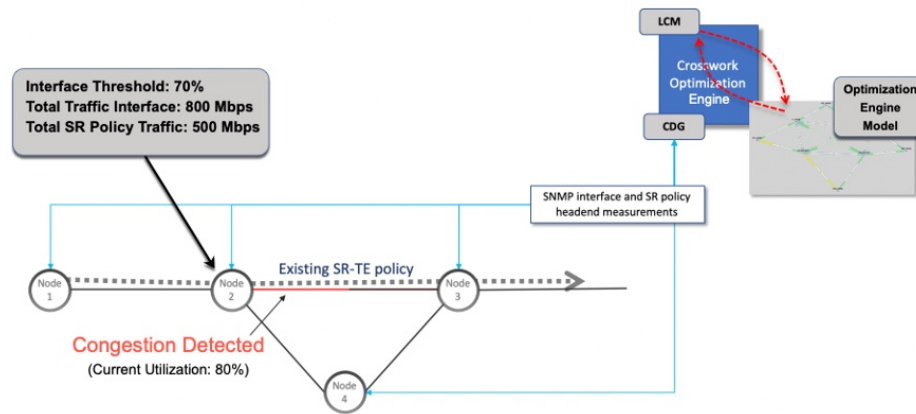 LCM
Crosswork
Optimization
Engine
CDG
Optimization
Engine
Model
Interface Threshold: 70%
Total Traffic Interface: 800 Mbps
Total SR Policy Traffic: 500 Mbps
SNMP interface and SR policy
headend measurements
Existing SR-TE policy
Node
1
Node
2
Node
3
Congestion Detected
(Current Utilization: 80%)
Node
4